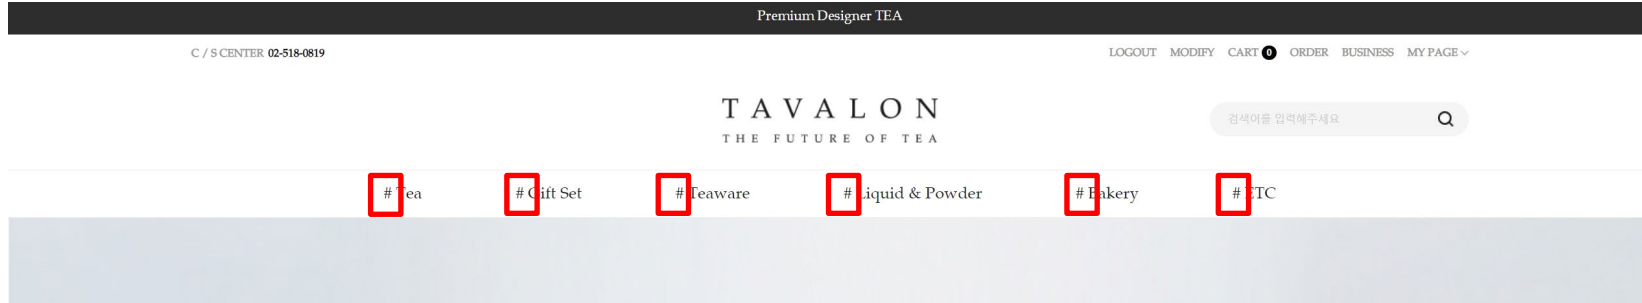 Premium Designer TEA
C / S CENTER 02-518-0819
LOGOUT MODIFY CART 0 ORDER BUSINESS MY PAGE
TAVALON
THE FUTURE OF TEA
검색어를 입력해주세요
# Tea # Gift Set # Teaware # Liquid & Powder # Bakery # ETC